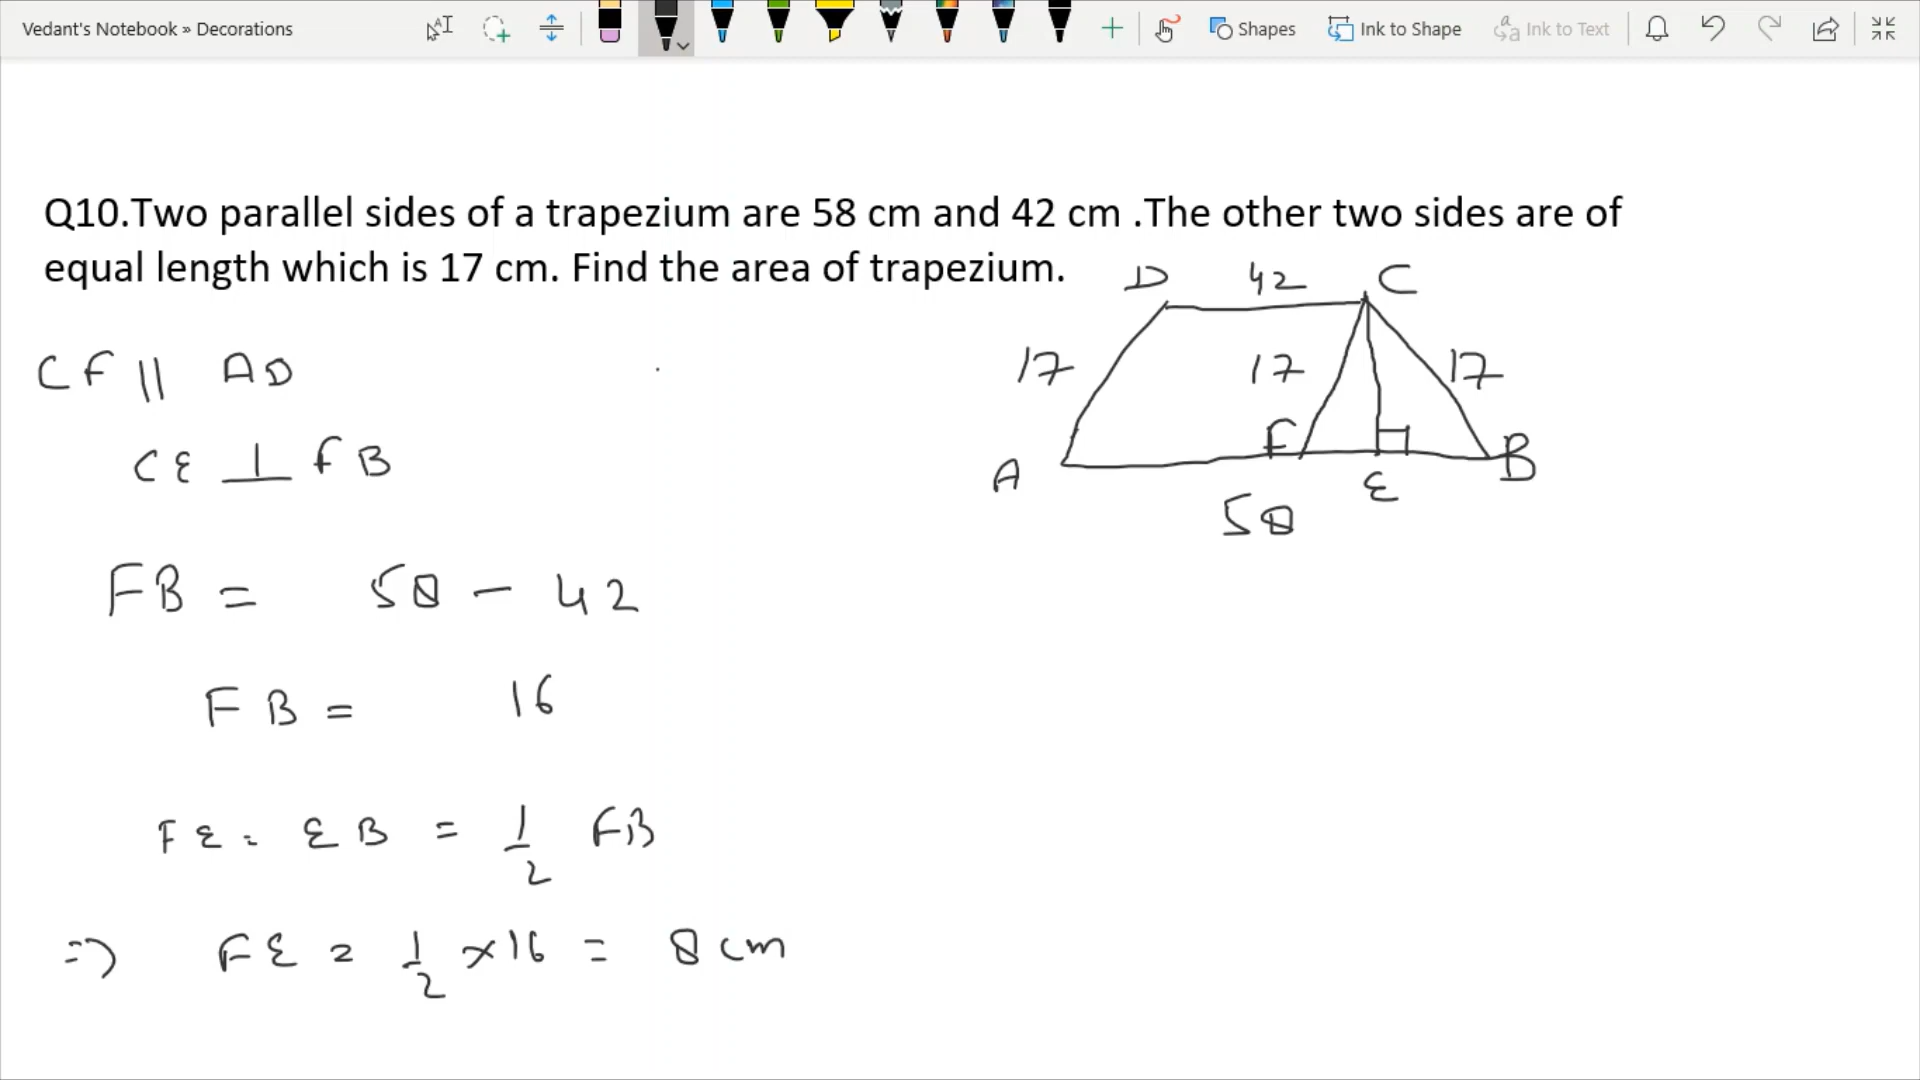 Vedant's Notebook » Decorations
Shapes
Ink to Shape
Ink to Text
Q10.Two parallel sides of a trapezium are 58 cm and 42 cm .The other two sides are of
equal length which is 17 cm. Find the area of trapezium.
D 42 C
17 17 17
A F E B
58
CF || AD
CE ⊥ FB
FB = 58 - 42
FB = 16
FE = EB = 1/2 FB
=> FE = 1/2 × 16 = 8 cm